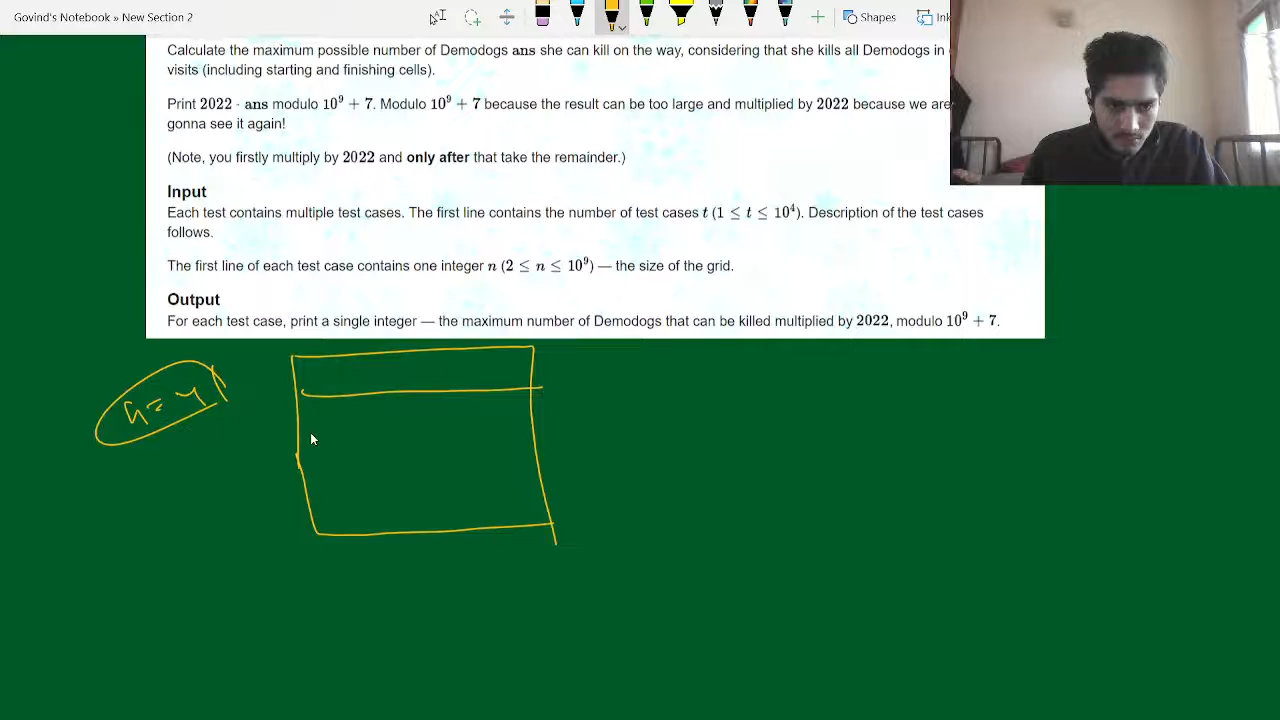 Govind's Notebook » New Section 2
Shapes
Ink
Calculate the maximum possible number of Demodogs ans she can kill on the way, considering that she kills all Demodogs in
visits (including starting and finishing cells).
Print 2022 · ans modulo 10⁹ + 7. Modulo 10⁹ + 7 because the result can be too large and multiplied by 2022 because we are
gonna see it again!
(Note, you firstly multiply by 2022 and only after that take the remainder.)
Input
Each test contains multiple test cases. The first line contains the number of test cases t (1 ≤ t ≤ 10⁴). Description of the test cases
follows.
The first line of each test case contains one integer n (2 ≤ n ≤ 10⁹) — the size of the grid.
Output
For each test case, print a single integer — the maximum number of Demodogs that can be killed multiplied by 2022, modulo 10⁹ + 7.
n = 4